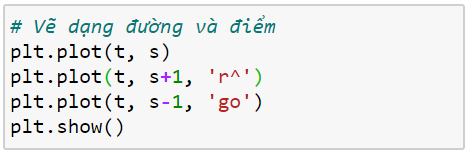 # Vẽ dạng đường và điểm
plt.plot(t, s)
plt.plot(t, s+1, 'r^')
plt.plot(t, s-1, 'go')
plt.show()